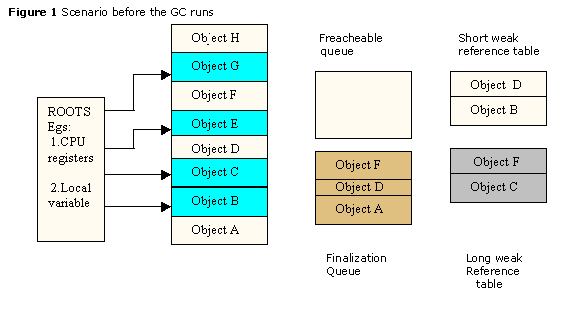 Figure 1 Scenario before the GC runs
ROOTS
Egs:
1.CPU
registers
2.Local
variable
Object H
Object G
Object F
Object E
Object D
Object C
Object B
Object A
Freacheable
queue
Object F
Object D
Object A
Finalization
Queue
Short weak
reference table
Object D
Object B
Object F
Object C
Long weak
Reference
table